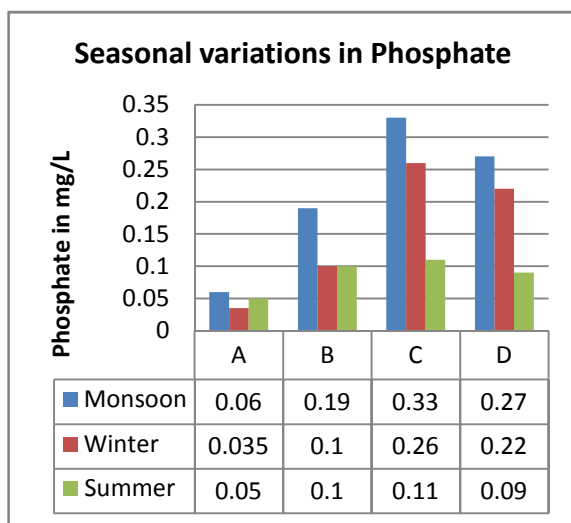 Seasonal variations in Phosphate
Phosphate in mg/L
0.35
0.3
0.25
0.2
0.15
0.1
0.05
0
A B C D
Monsoon 0.06 0.19 0.33 0.27
Winter 0.035 0.1 0.26 0.22
Summer 0.05 0.1 0.11 0.09